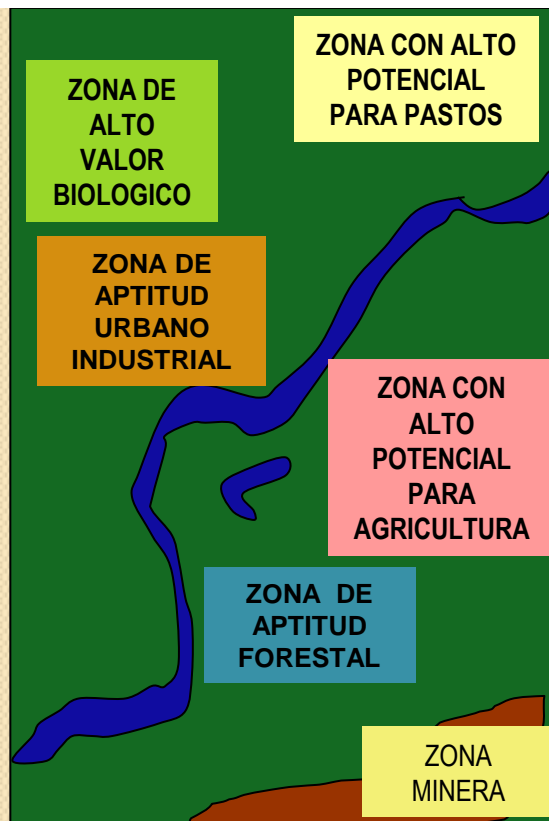 ZONA CON ALTO
POTENCIAL
PARA PASTOS
ZONA DE
ALTO
VALOR
BIOLOGICO
ZONA DE
APTITUD
URBANO
INDUSTRIAL
ZONA CON
ALTO
POTENCIAL
PARA
AGRICULTURA
ZONA DE
APTITUD
FORESTAL
ZONA
MINERA